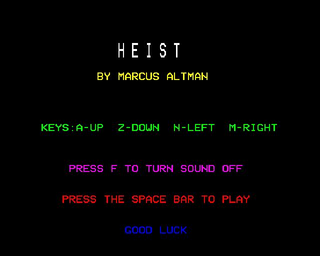 HEIST
BY MARCUS ALTMAN
KEYS:A-UP Z-DOWN N-LEFT M-RIGHT
PRESS F TO TURN SOUND OFF
PRESS THE SPACE BAR TO PLAY
GOOD LUCK